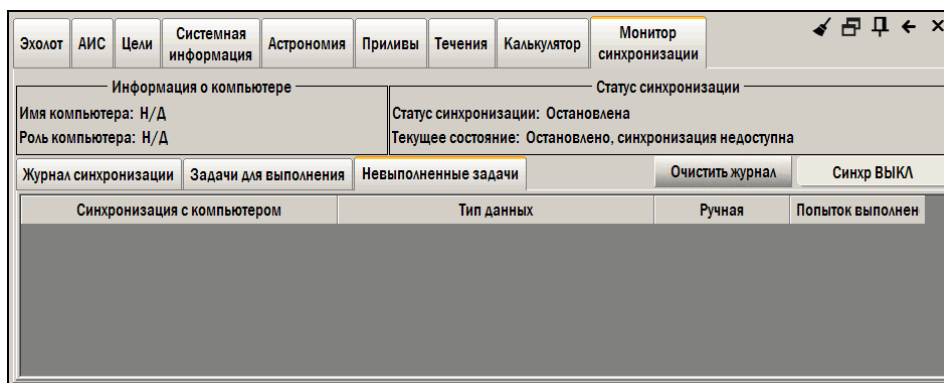 Эхолот АИС Цели Системная информация Астрономия Приливы Течения Калькулятор Монитор синхронизации
Информация о компьютере
Имя компьютера: Н/Д
Роль компьютера: Н/Д
Статус синхронизации
Статус синхронизации: Остановлена
Текущее состояние: Остановлено, синхронизация недоступна
Журнал синхронизации Задачи для выполнения Невыполненные задачи Очистить журнал Синхр ВЫКЛ
Синхронизация с компьютером Тип данных Ручная Попыток выполнен